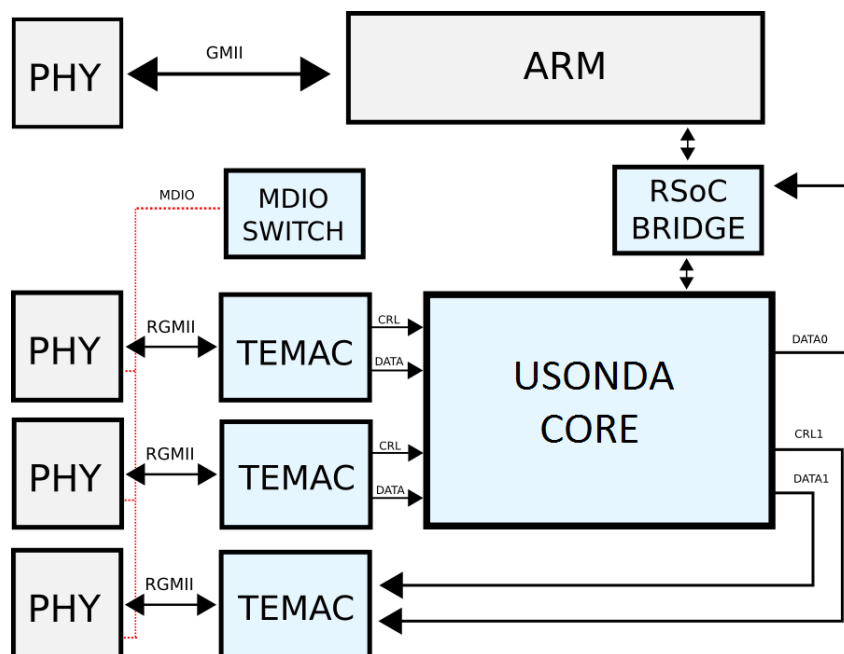 PHY
GMII
ARM
MDIO
MDIO
SWITCH
RSoC
BRIDGE
PHY
RGMII
TEMAC
CRL
DATA
USONDA
CORE
DATA0
PHY
RGMII
TEMAC
CRL
DATA
CRL1
DATA1
PHY
RGMII
TEMAC